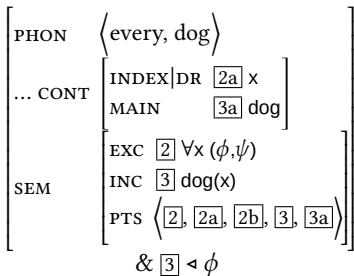 PHON ⟨every, dog⟩
... CONT INDEX|DR 2a x
MAIN 3a dog
SEM EXC 2 ∀x (ϕ,ψ)
INC 3 dog(x)
PTS ⟨2, 2a, 2b, 3, 3a⟩
& 3 ◂ ϕ